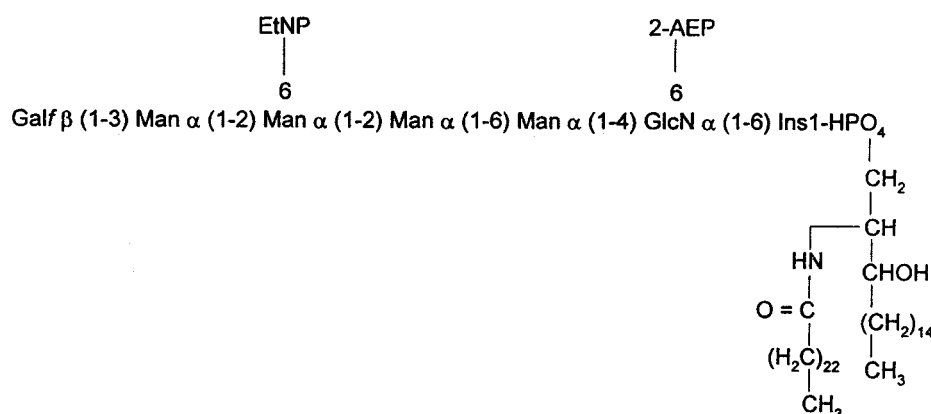 EtNP 2-AEP
6 6
Galf β (1-3) Man α (1-2) Man α (1-2) Man α (1-6) Man α (1-4) GlcN α (1-6) Ins1-HPO₄
CH₂
CH
HN CHOH
O = C (CH₂)₁₄
(H₂C)₂₂ CH₃
CH₃